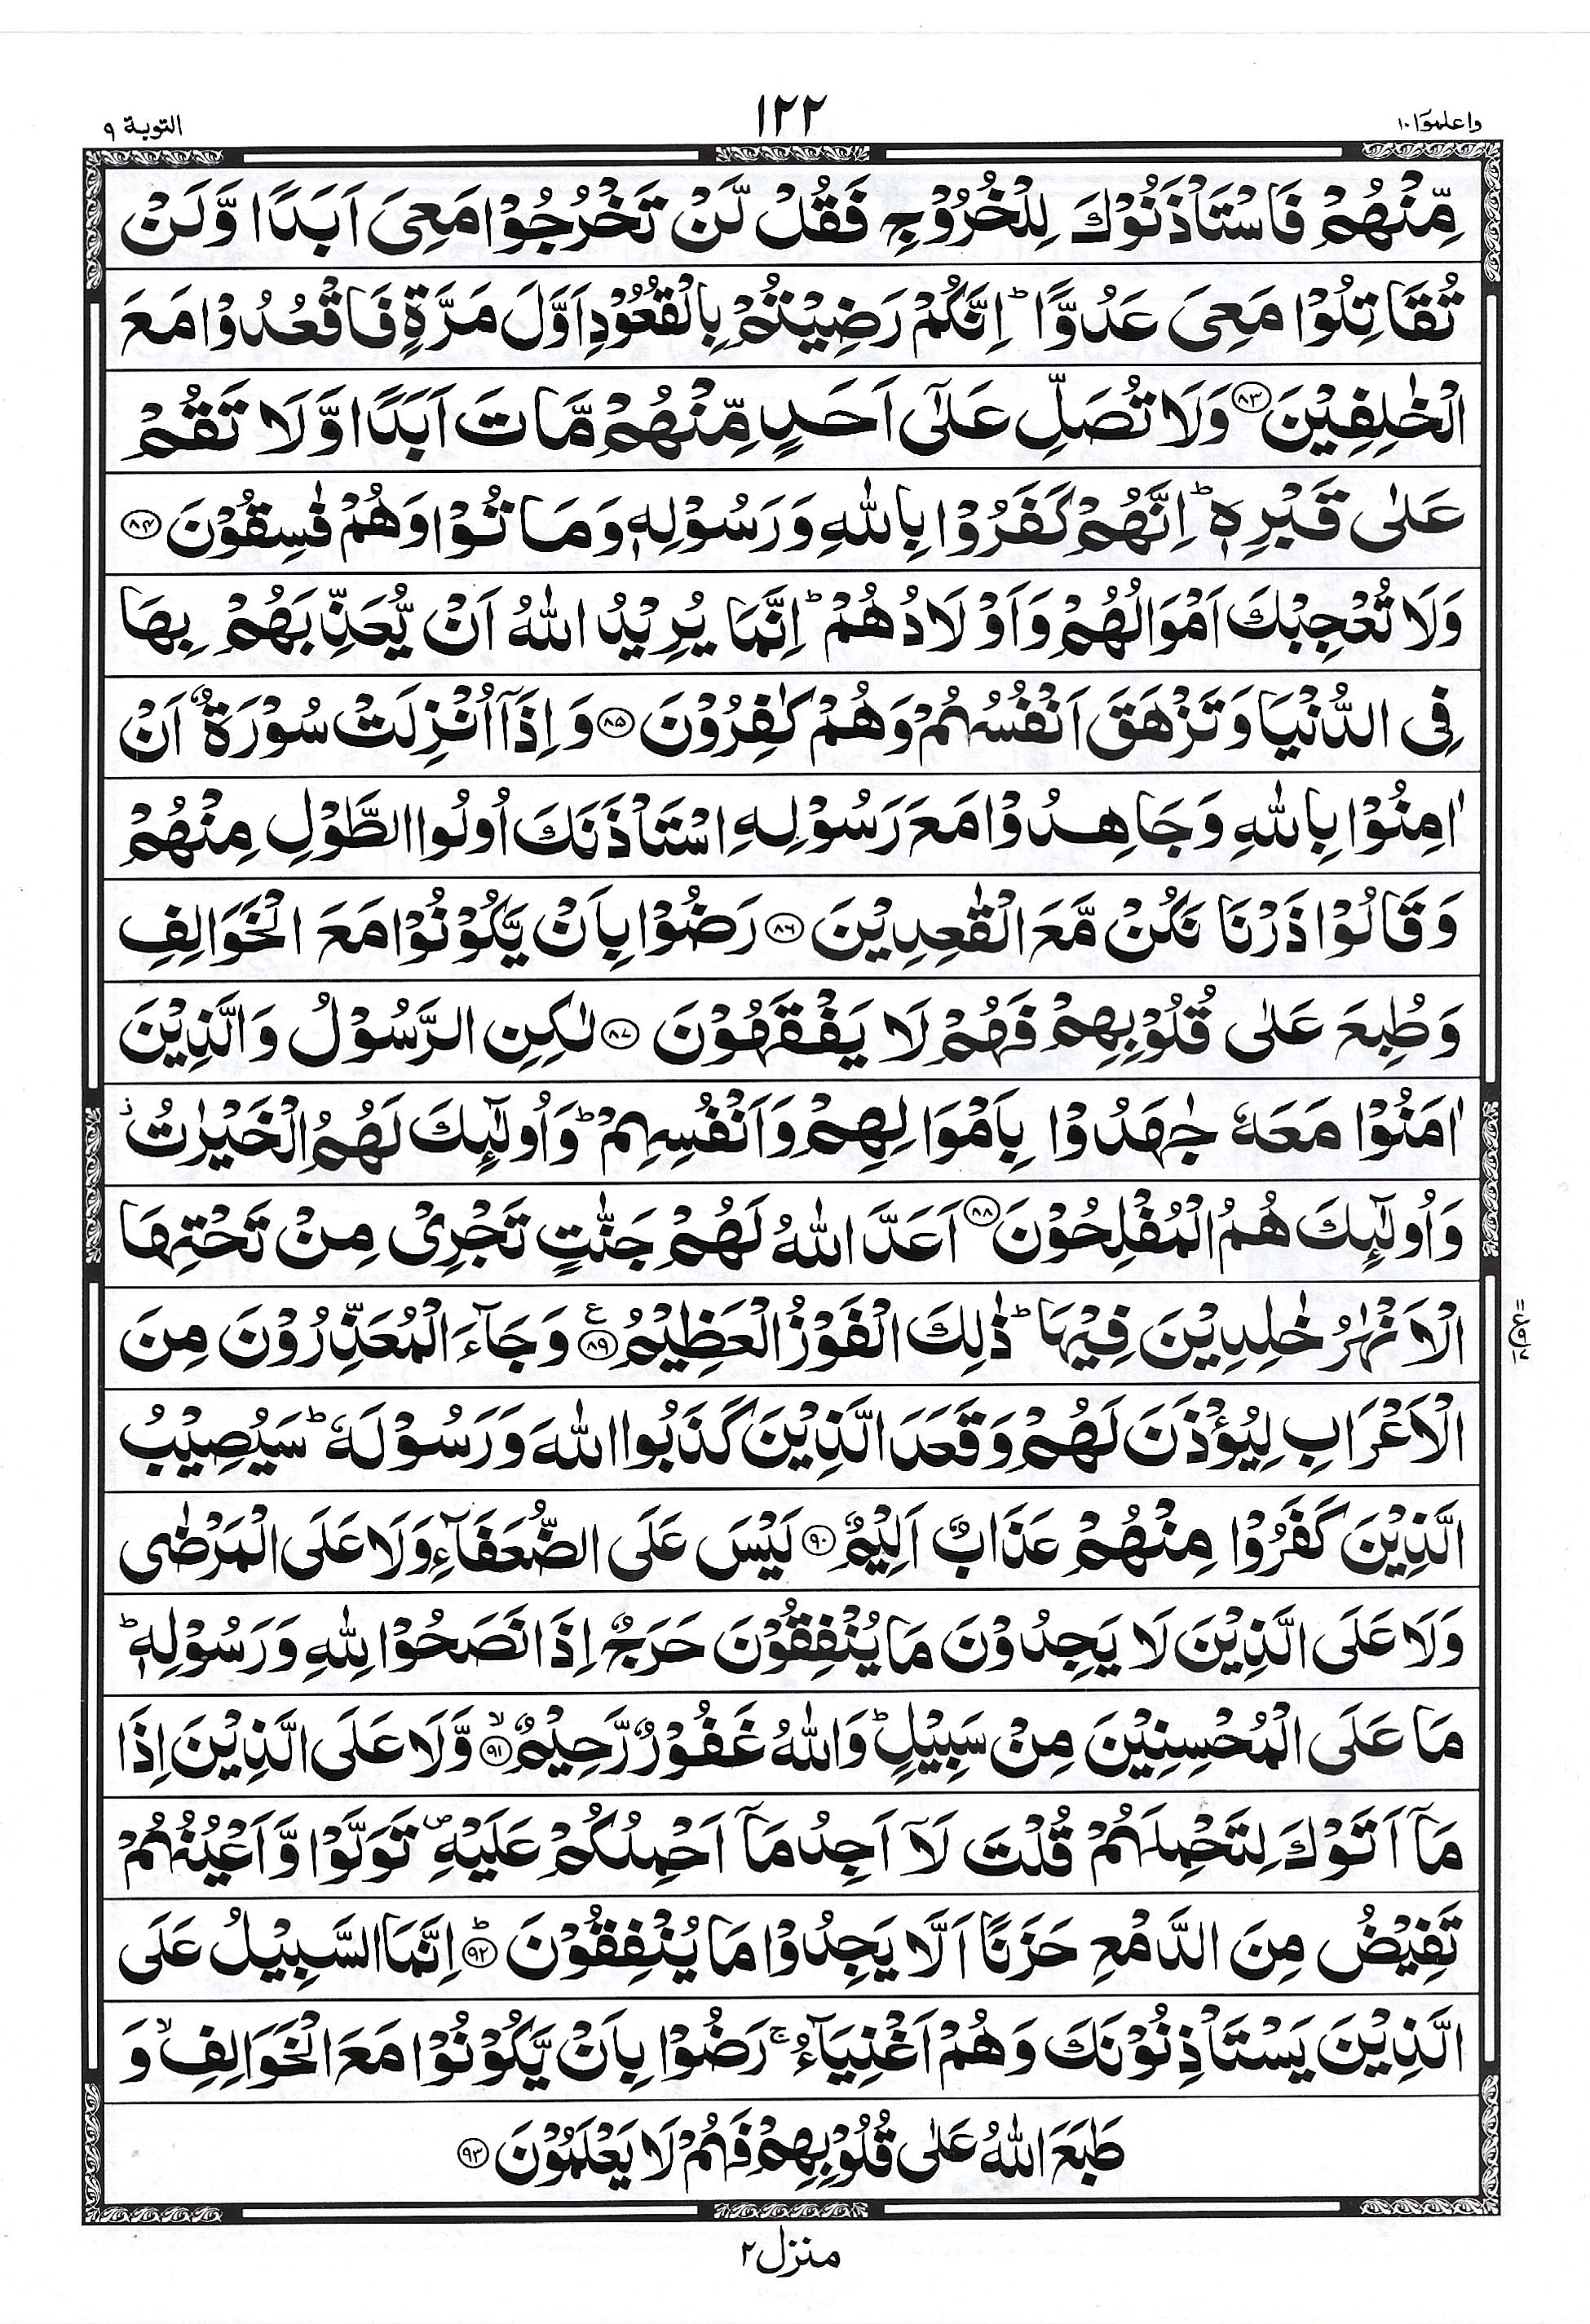 واعلموا ١٠
١٢٢
التوبة ٩
مِّنْهُمْ فَاسْتَاْذَنُوْكَ لِلْخُرُوْجِ فَقُلْ لَّنْ تَخْرُجُوْا مَعِیَ اَبَدًا وَّلَنْ
تُقَاتِلُوْا مَعِیَ عَدُوًّا ؕ اِنَّكُمْ رَضِیْتُمْ بِالْقُعُوْدِ اَوَّلَ مَرَّةٍ فَاقْعُدُوْا مَعَ
الْخٰلِفِیْنَ ﴿۸۳﴾ وَلَا تُصَلِّ عَلٰۤی اَحَدٍ مِّنْهُمْ مَّاتَ اَبَدًا وَّلَا تَقُمْ
عَلٰی قَبْرِهٖ ؕ اِنَّهُمْ كَفَرُوْا بِاللّٰهِ وَرَسُوْلِهٖ وَمَاتُوْا وَهُمْ فٰسِقُوْنَ ﴿۸۴﴾
وَلَا تُعْجِبْكَ اَمْوَالُهُمْ وَاَوْلَادُهُمْ ؕ اِنَّمَا یُرِیْدُ اللّٰهُ اَنْ یُّعَذِّبَهُمْ بِهَا
فِی الدُّنْیَا وَتَزْهَقَ اَنْفُسُهُمْ وَهُمْ كٰفِرُوْنَ ﴿۸۵﴾ وَاِذَاۤ اُنْزِلَتْ سُوْرَةٌ اَنْ
اٰمِنُوْا بِاللّٰهِ وَجَاهِدُوْا مَعَ رَسُوْلِهِ اسْتَاْذَنَكَ اُولُوا الطَّوْلِ مِنْهُمْ
وَقَالُوْا ذَرْنَا نَكُنْ مَّعَ الْقٰعِدِیْنَ ﴿۸۶﴾ رَضُوْا بِاَنْ یَّكُوْنُوْا مَعَ الْخَوَالِفِ
وَطُبِعَ عَلٰی قُلُوْبِهِمْ فَهُمْ لَا یَفْقَهُوْنَ ﴿۸۷﴾ لٰكِنِ الرَّسُوْلُ وَالَّذِیْنَ
اٰمَنُوْا مَعَهٗ جٰهَدُوْا بِاَمْوَالِهِمْ وَاَنْفُسِهِمْ ؕ وَاُولٰٓئِكَ لَهُمُ الْخَیْرٰتُ ؗ
وَاُولٰٓئِكَ هُمُ الْمُفْلِحُوْنَ ﴿۸۸﴾ اَعَدَّ اللّٰهُ لَهُمْ جَنّٰتٍ تَجْرِیْ مِنْ تَحْتِهَا
الْاَنْهٰرُ خٰلِدِیْنَ فِیْهَا ؕ ذٰلِكَ الْفَوْزُ الْعَظِیْمُ ﴿۸۹﴾ ع وَجَآءَ الْمُعَذِّرُوْنَ مِنَ
الْاَعْرَابِ لِیُؤْذَنَ لَهُمْ وَقَعَدَ الَّذِیْنَ كَذَبُوا اللّٰهَ وَرَسُوْلَهٗ ؕ سَیُصِیْبُ
الَّذِیْنَ كَفَرُوْا مِنْهُمْ عَذَابٌ اَلِیْمٌ ﴿۹۰﴾ لَیْسَ عَلَی الضُّعَفَآءِ وَلَا عَلَی الْمَرْضٰی
وَلَا عَلَی الَّذِیْنَ لَا یَجِدُوْنَ مَا یُنْفِقُوْنَ حَرَجٌ اِذَا نَصَحُوْا لِلّٰهِ وَرَسُوْلِهٖ ؕ
مَا عَلَی الْمُحْسِنِیْنَ مِنْ سَبِیْلٍ ؕ وَاللّٰهُ غَفُوْرٌ رَّحِیْمٌ ﴿ۙ۹۱﴾ وَّلَا عَلَی الَّذِیْنَ اِذَا
مَاۤ اَتَوْكَ لِتَحْمِلَهُمْ قُلْتَ لَاۤ اَجِدُ مَاۤ اَحْمِلُكُمْ عَلَیْهِ ۪ تَوَلَّوْا وَّاَعْیُنُهُمْ
تَفِیْضُ مِنَ الدَّمْعِ حَزَنًا اَلَّا یَجِدُوْا مَا یُنْفِقُوْنَ ﴿ؕ۹۲﴾ اِنَّمَا السَّبِیْلُ عَلَی
الَّذِیْنَ یَسْتَاْذِنُوْنَكَ وَهُمْ اَغْنِیَآءُ ۚ رَضُوْا بِاَنْ یَّكُوْنُوْا مَعَ الْخَوَالِفِ ۙ وَ
طَبَعَ اللّٰهُ عَلٰی قُلُوْبِهِمْ فَهُمْ لَا یَعْلَمُوْنَ ﴿۹۳﴾
منزل ٢